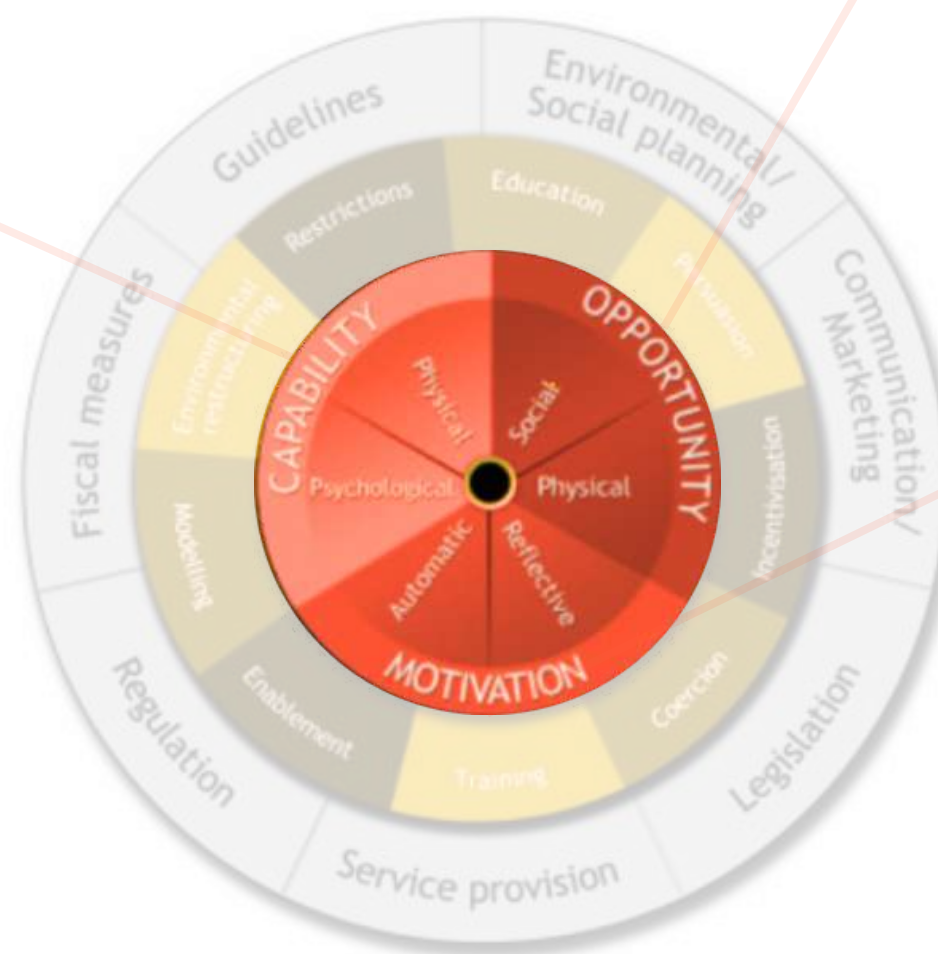 Guidelines
Environmental/
Social planning
Communication/
Marketing
Legislation
Service provision
Regulation
Fiscal measures
Restrictions
Education
Persuasion
Incentivisation
Coercion
Training
Enablement
Modelling
Environmental
restructuring
CAPABILITY
OPPORTUNITY
MOTIVATION
Physical
Social
Psychological
Physical
Automatic
Reflective